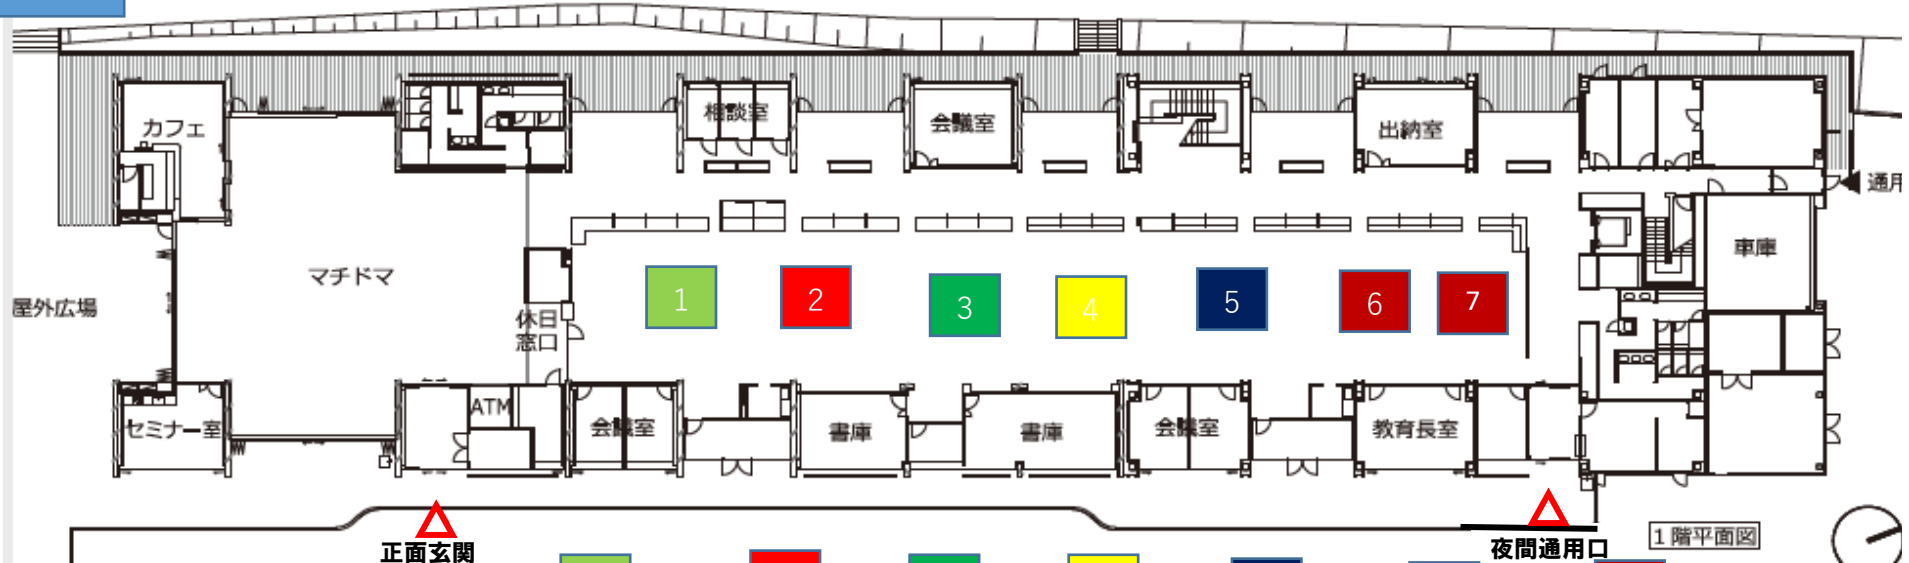 カフェ
相談室
会議室
出納室
通用
マチドマ
屋外広場
休日
窓口
1
2
3
4
5
6
7
車庫
セミナー室
ATM
会議室
書庫
書庫
会議室
教育長室
正面玄関
夜間通用口
1階平面図